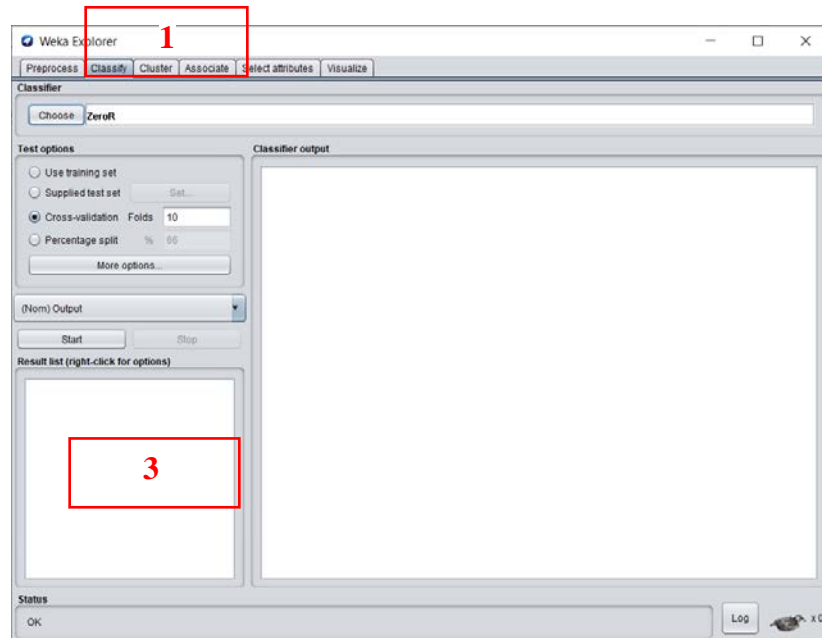 1
Weka Explorer
Preprocess Classify Cluster Associate Select attributes Visualize
Classifier
Choose ZeroR
Test options
Classifier output
Use training set
Supplied test set Set...
Cross-validation Folds 10
Percentage split % 66
More options...
(Nom) Output
Start Stop
Result list (right-click for options)
3
Status
OK
Log
x 0